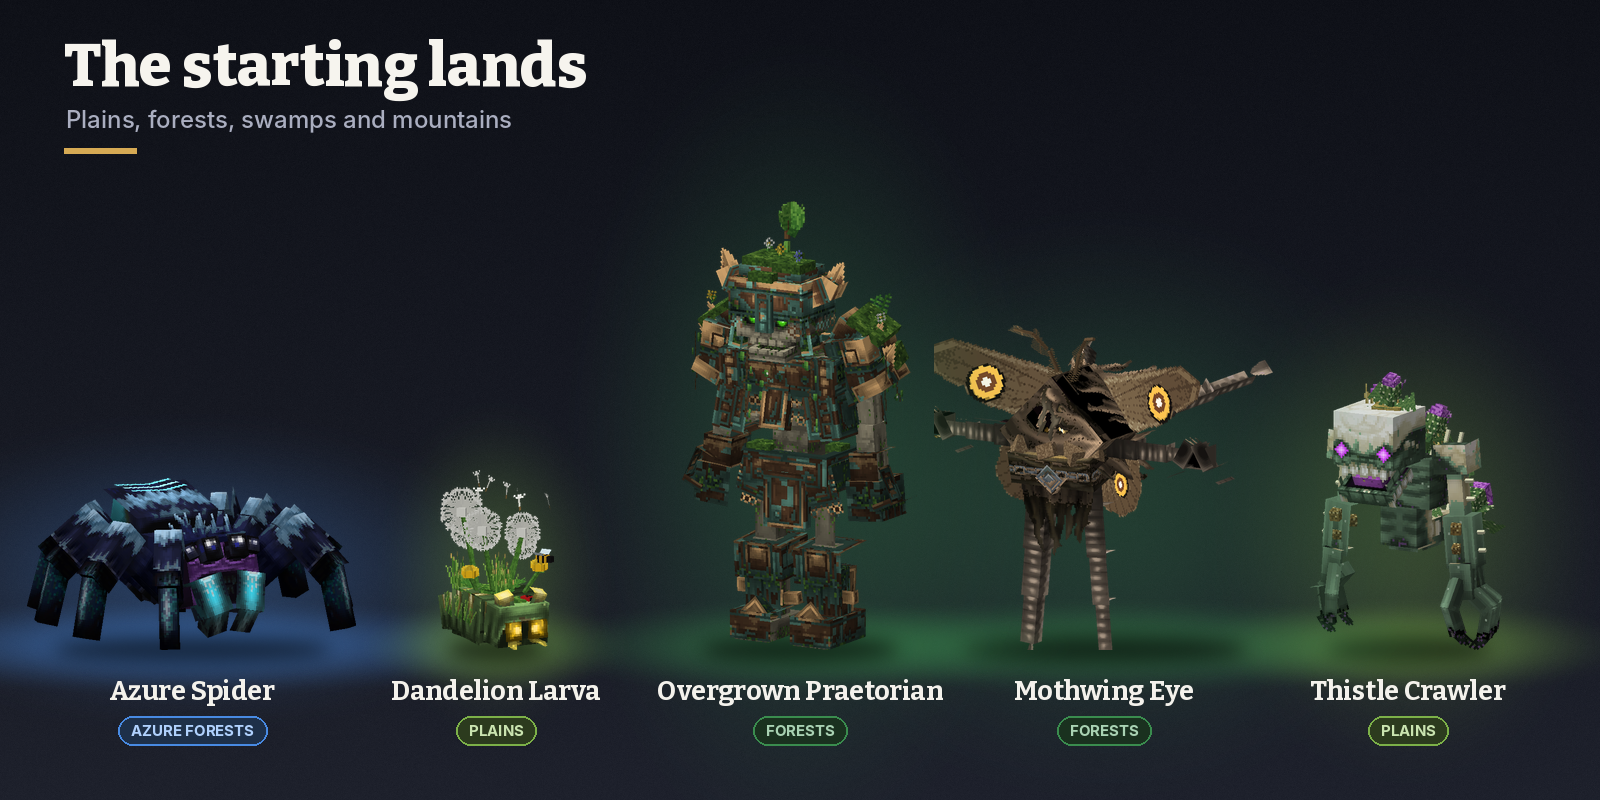 The starting lands
Plains, forests, swamps and mountains
Azure Spider
AZURE FORESTS
Dandelion Larva
PLAINS
Overgrown Praetorian
FORESTS
Mothwing Eye
FORESTS
Thistle Crawler
PLAINS